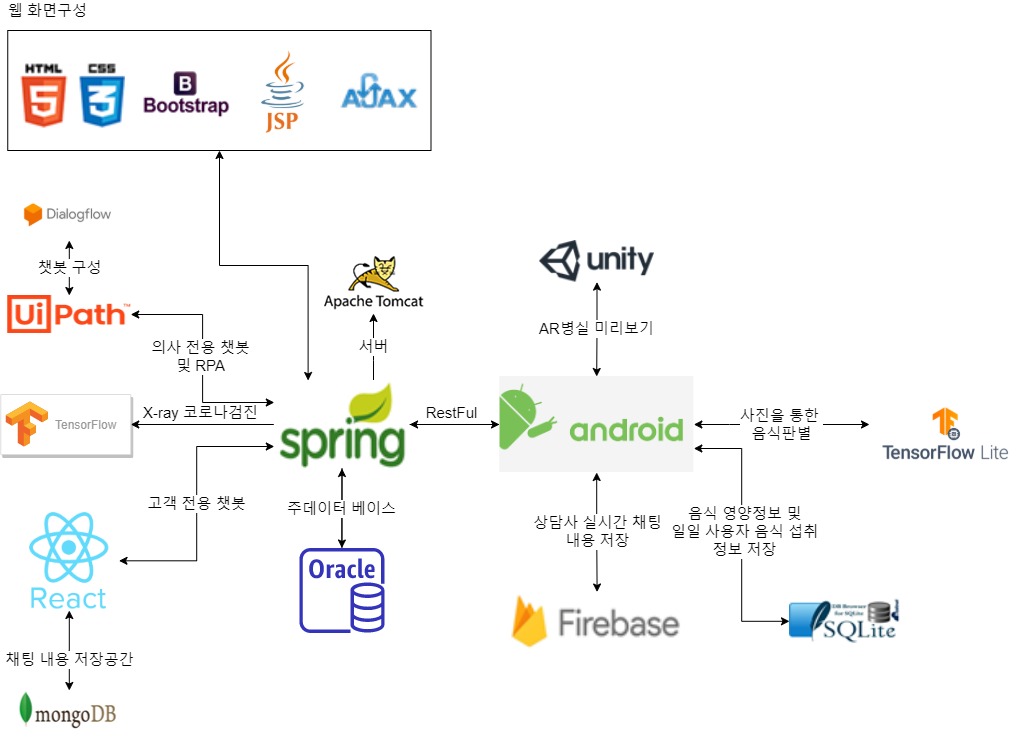 웹 화면구성
HTML
5
CSS
3
B
Bootstrap
JSP
AJAX
Dialogflow
챗봇 구성
UiPath™
의사 전용 챗봇
및 RPA
Apache Tomcat
서버
unity
AR병실 미리보기
TensorFlow
X-ray 코로나검진
spring
RestFul
android
사진을 통한
음식판별
TensorFlow Lite
고객 전용 챗봇
주데이터 베이스
상담사 실시간 채팅
내용 저장
음식 영양정보 및
일일 사용자 음식 섭취
정보 저장
React
Oracle
Firebase
DB Browser
for SQLite
SQLite
채팅 내용 저장공간
mongoDB